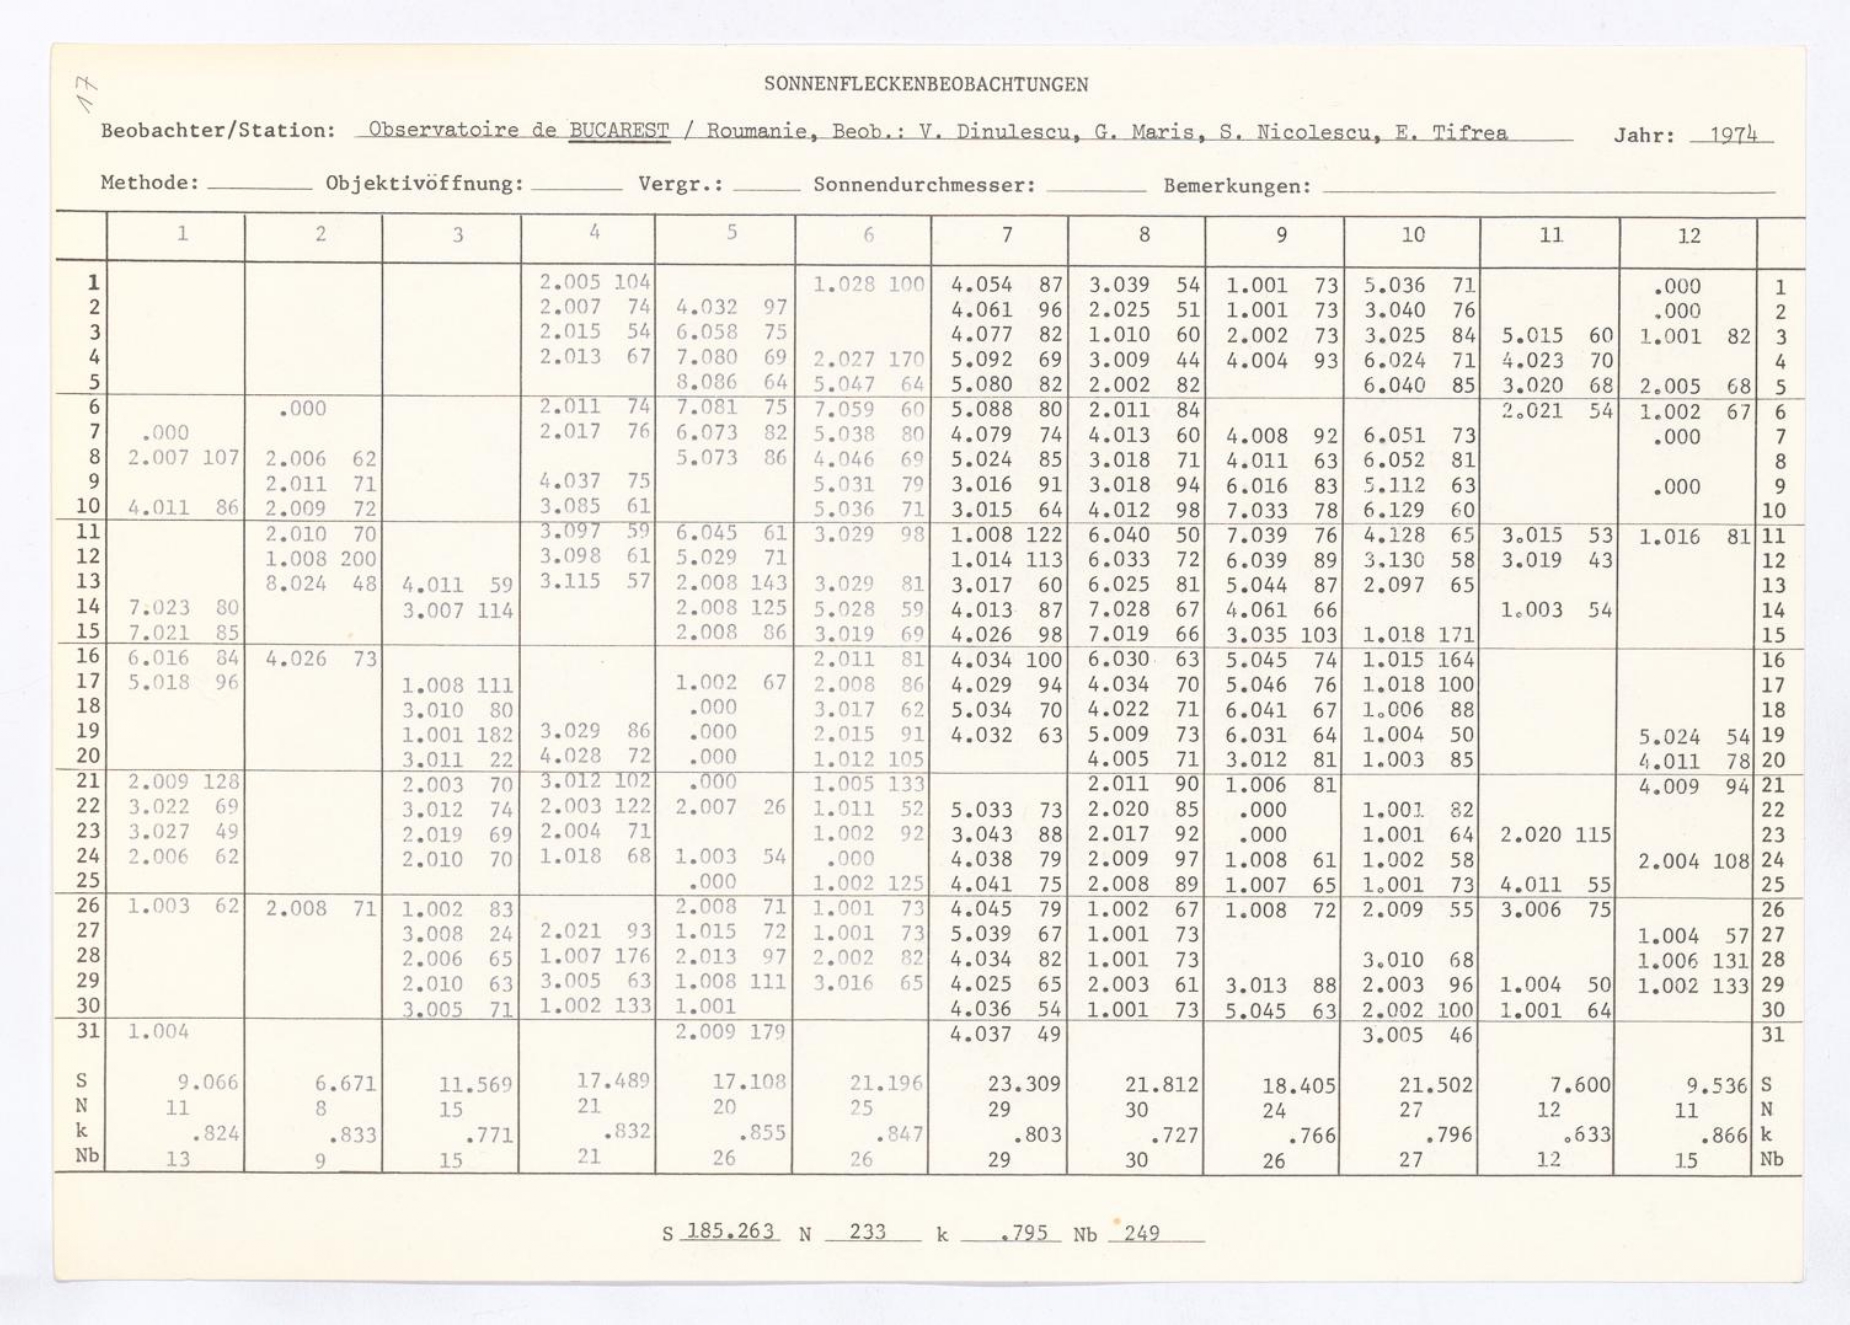 17
SONNENFLECKENBEOBACHTUNGEN
Beobachter/Station: Observatoire de BUCAREST / Roumanie, Beob.: V. Dinulescu, G. Maris, S. Nicolescu, E. Tifrea Jahr: 1974
Methode: Objektivöffnung: Vergr.: Sonnendurchmesser: Bemerkungen:
1 2 3 4 5 6 7 8 9 10 11 12
1 2.005 104 1.028 100 4.054 87 3.039 54 1.001 73 5.036 71 .000 1
2 2.007 74 4.032 97 4.061 96 2.025 51 1.001 73 3.040 76 .000 2
3 2.015 54 6.058 75 4.077 82 1.010 60 2.002 73 3.025 84 5.015 60 1.001 82 3
4 2.013 67 7.080 69 2.027 170 5.092 69 3.009 44 4.004 93 6.024 71 4.023 70 4
5 8.086 64 5.047 64 5.080 82 2.002 82 6.040 85 3.020 68 2.005 68 5
6 .000 2.011 74 7.081 75 7.059 60 5.088 80 2.011 84 2.021 54 1.002 67 6
7 .000 2.017 76 6.073 82 5.038 80 4.079 74 4.013 60 4.008 92 6.051 73 .000 7
8 2.007 107 2.006 62 5.073 86 4.046 69 5.024 85 3.018 71 4.011 63 6.052 81 8
9 2.011 71 4.037 75 5.031 79 3.016 91 3.018 94 6.016 83 5.112 63 .000 9
10 4.011 86 2.009 72 3.085 61 5.036 71 3.015 64 4.012 98 7.033 78 6.129 60 10
11 2.010 70 3.097 59 6.045 61 3.029 98 1.008 122 6.040 50 7.039 76 4.128 65 3.015 53 1.016 81 11
12 1.008 200 3.098 61 5.029 71 1.014 113 6.033 72 6.039 89 3.130 58 3.019 43 12
13 8.024 48 4.011 59 3.115 57 2.008 143 3.029 81 3.017 60 6.025 81 5.044 87 2.097 65 13
14 7.023 80 3.007 114 2.008 125 5.028 59 4.013 87 7.028 67 4.061 66 1.003 54 14
15 7.021 85 2.008 86 3.019 69 4.026 98 7.019 66 3.035 103 1.018 171 15
16 6.016 84 4.026 73 2.011 81 4.034 100 6.030 63 5.045 74 1.015 164 16
17 5.018 96 1.008 111 1.002 67 2.008 86 4.029 94 4.034 70 5.046 76 1.018 100 17
18 3.010 80 .000 3.017 62 5.034 70 4.022 71 6.041 67 1.006 88 18
19 1.001 182 3.029 86 .000 2.015 91 4.032 63 5.009 73 6.031 64 1.004 50 5.024 54 19
20 3.011 22 4.028 72 .000 1.012 105 4.005 71 3.012 81 1.003 85 4.011 78 20
21 2.009 128 2.003 70 3.012 102 .000 1.005 133 2.011 90 1.006 81 4.009 94 21
22 3.022 69 3.012 74 2.003 122 2.007 26 1.011 52 5.033 73 2.020 85 .000 1.001 82 22
23 3.027 49 2.019 69 2.004 71 1.002 92 3.043 88 2.017 92 .000 1.001 64 2.020 115 23
24 2.006 62 2.010 70 1.018 68 1.003 54 .000 4.038 79 2.009 97 1.008 61 1.002 58 2.004 108 24
25 .000 1.002 125 4.041 75 2.008 89 1.007 65 1.001 73 4.011 55 25
26 1.003 62 2.008 71 1.002 83 2.008 71 1.001 73 4.045 79 1.002 67 1.008 72 2.009 55 3.006 75 26
27 3.008 24 2.021 93 1.015 72 1.001 73 5.039 67 1.001 73 1.004 57 27
28 2.006 65 1.007 176 2.013 97 2.002 82 4.034 82 1.001 73 3.010 68 1.006 131 28
29 2.010 63 3.005 63 1.008 111 3.016 65 4.025 65 2.003 61 3.013 88 2.003 96 1.004 50 1.002 133 29
30 3.005 71 1.002 133 1.001 4.036 54 1.001 73 5.045 63 2.002 100 1.001 64 30
31 1.004 2.009 179 4.037 49 3.005 46 31
S 9.066 6.671 11.569 17.489 17.108 21.196 23.309 21.812 18.405 21.502 7.600 9.536 S
N 11 8 15 21 20 25 29 30 24 27 12 11 N
k .824 .833 .771 .832 .855 .847 .803 .727 .766 .796 .633 .866 k
Nb 13 9 15 21 26 26 29 30 26 27 12 15 Nb
S 185.263 N 233 k .795 Nb 249